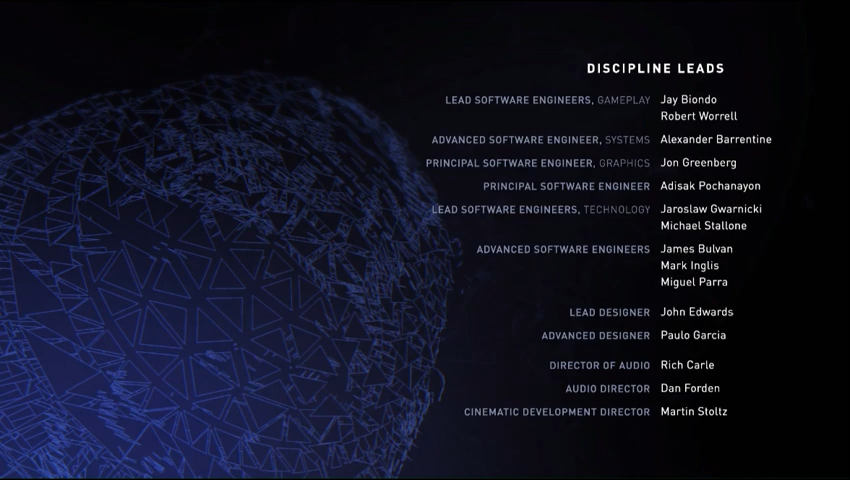 DISCIPLINE LEADS
LEAD SOFTWARE ENGINEERS, GAMEPLAY Jay Biondo
Robert Worrell
ADVANCED SOFTWARE ENGINEER, SYSTEMS Alexander Barrentine
PRINCIPAL SOFTWARE ENGINEER, GRAPHICS Jon Greenberg
PRINCIPAL SOFTWARE ENGINEER Adisak Pochanayon
LEAD SOFTWARE ENGINEERS, TECHNOLOGY Jaroslaw Gwarnicki
Michael Stallone
ADVANCED SOFTWARE ENGINEERS James Bulvan
Mark Inglis
Miguel Parra
LEAD DESIGNER John Edwards
ADVANCED DESIGNER Paulo Garcia
DIRECTOR OF AUDIO Rich Carle
AUDIO DIRECTOR Dan Forden
CINEMATIC DEVELOPMENT DIRECTOR Martin Stoltz